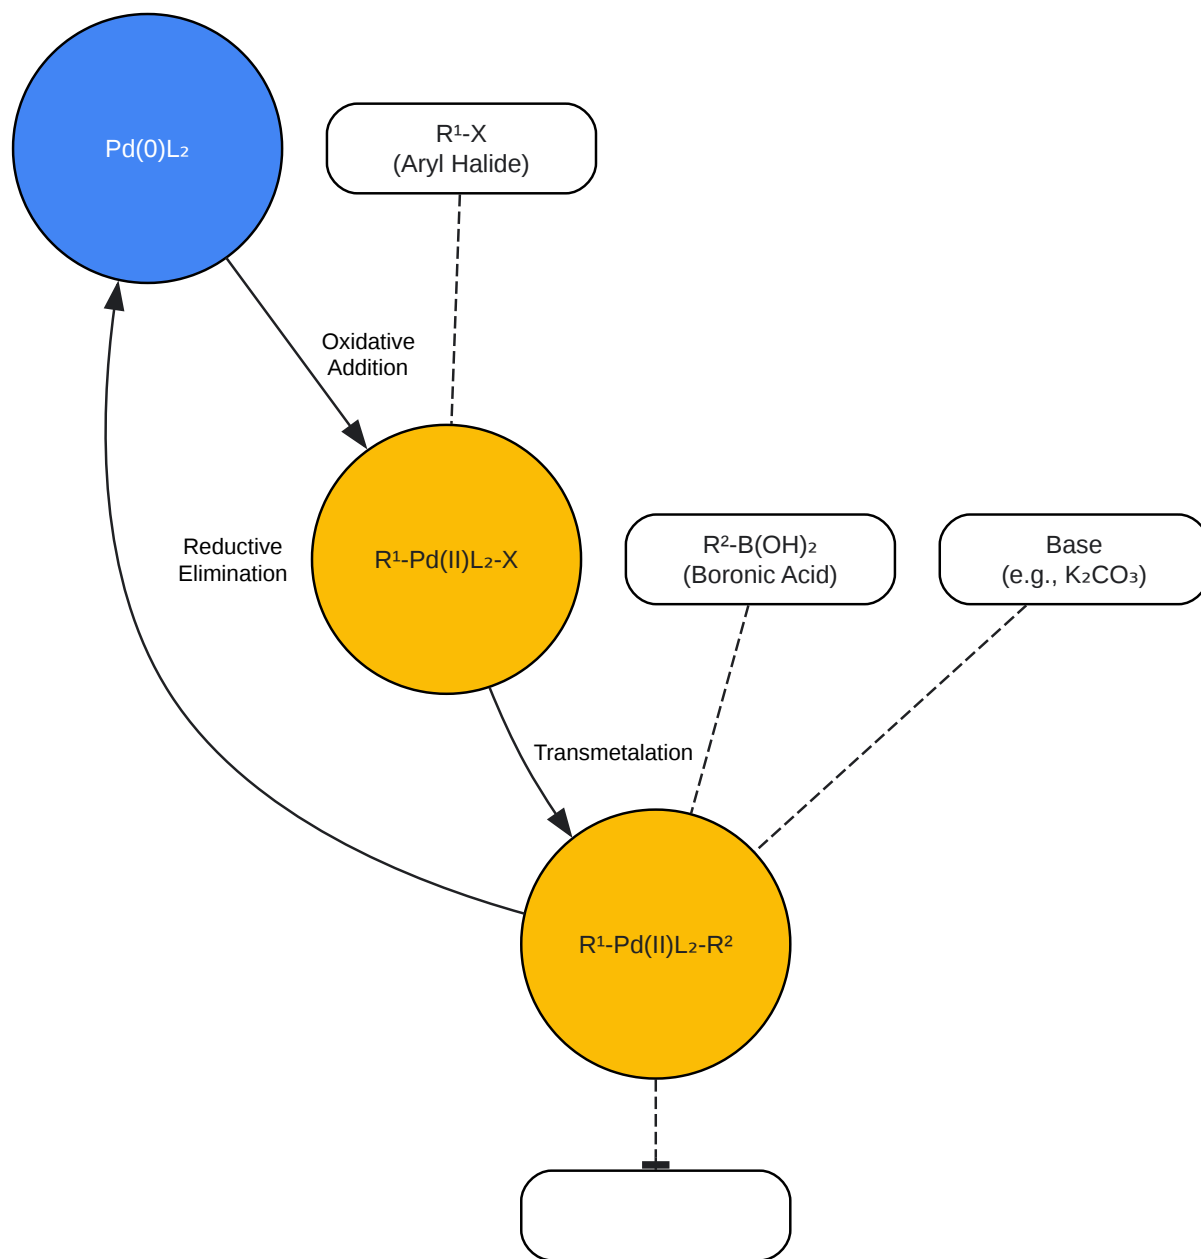 Pd(0)L₂
R¹-X
(Aryl Halide)
Oxidative
Addition
R¹-Pd(II)L₂-X
Reductive
Elimination
R²-B(OH)₂
(Boronic Acid)
Base
(e.g., K₂CO₃)
Transmetalation
R¹-Pd(II)L₂-R²